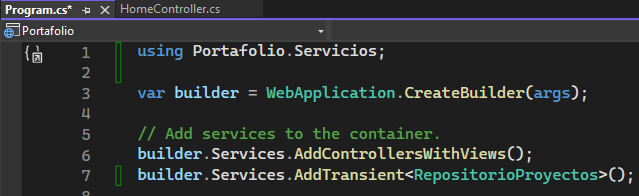 Program.cs*
HomeController.cs
Portafolio
1 using Portafolio.Servicios;
2
3 var builder = WebApplication.CreateBuilder(args);
4
5 // Add services to the container.
6 builder.Services.AddControllersWithViews();
7 builder.Services.AddTransient<RepositorioProyectos>();